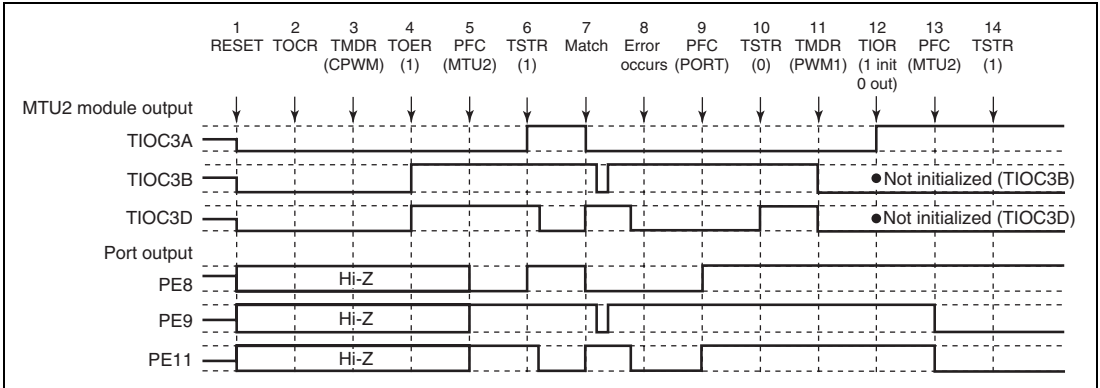 1 2 3 4 5 6 7 8 9 10 11 12 13 14
RESET TOCR TMDR TOER PFC TSTR Match Error PFC TSTR TMDR TIOR PFC TSTR
(CPWM) (1) (MTU2) (1) occurs (PORT) (0) (PWM1) (1 init (MTU2) (1)
0 out)
MTU2 module output
TIOC3A
TIOC3B
●Not initialized (TIOC3B)
TIOC3D
●Not initialized (TIOC3D)
Port output
PE8
Hi-Z
PE9
Hi-Z
PE11
Hi-Z